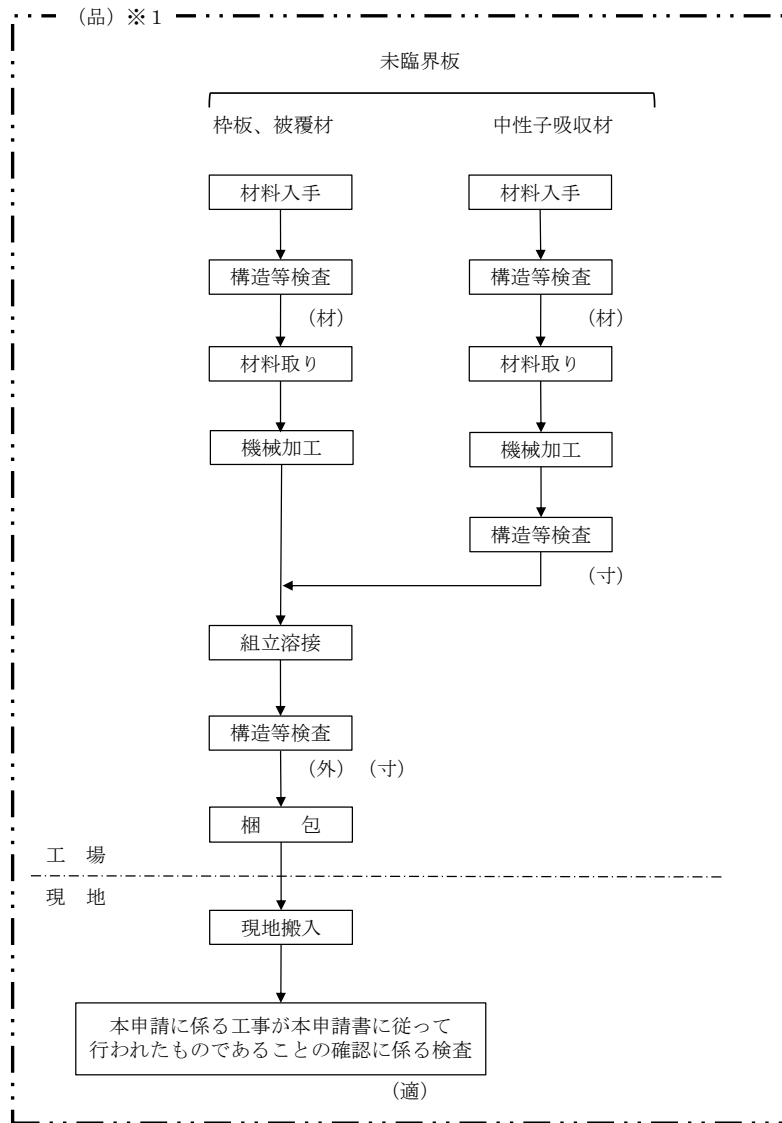 (品)※1
未臨界板
枠板、被覆材
中性子吸収材
材料入手
材料入手
構造等検査
構造等検査
(材)
(材)
材料取り
材料取り
機械加工
機械加工
構造等検査
(寸)
組立溶接
構造等検査
(外)(寸)
梱　包
工　場
現　地
現地搬入
本申請に係る工事が本申請書に従って
行われたものであることの確認に係る検査
(適)